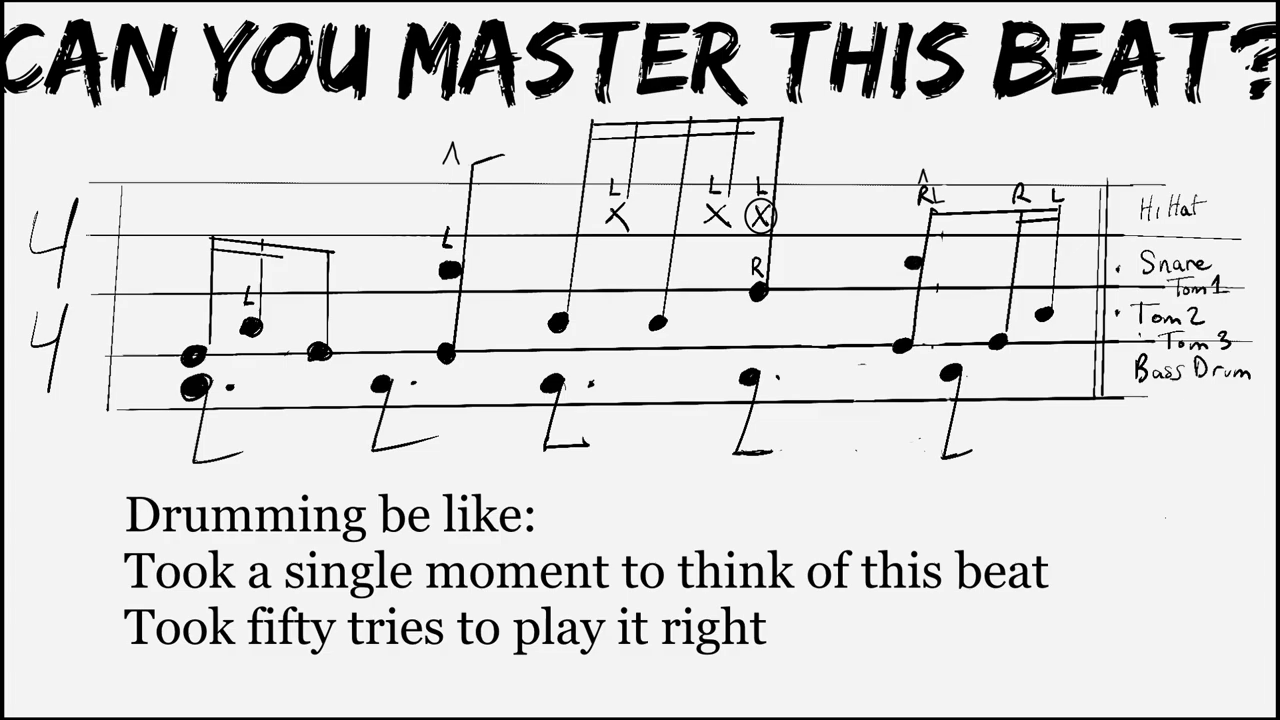 CAN YOU MASTER THIS BEAT?
L L L
^ ^
L RL R L
Hi Hat
4
L R
Snare
Tom 1
L
Tom 2
4
Tom 3
Bass Drum
Drumming be like:
Took a single moment to think of this beat
Took fifty tries to play it right